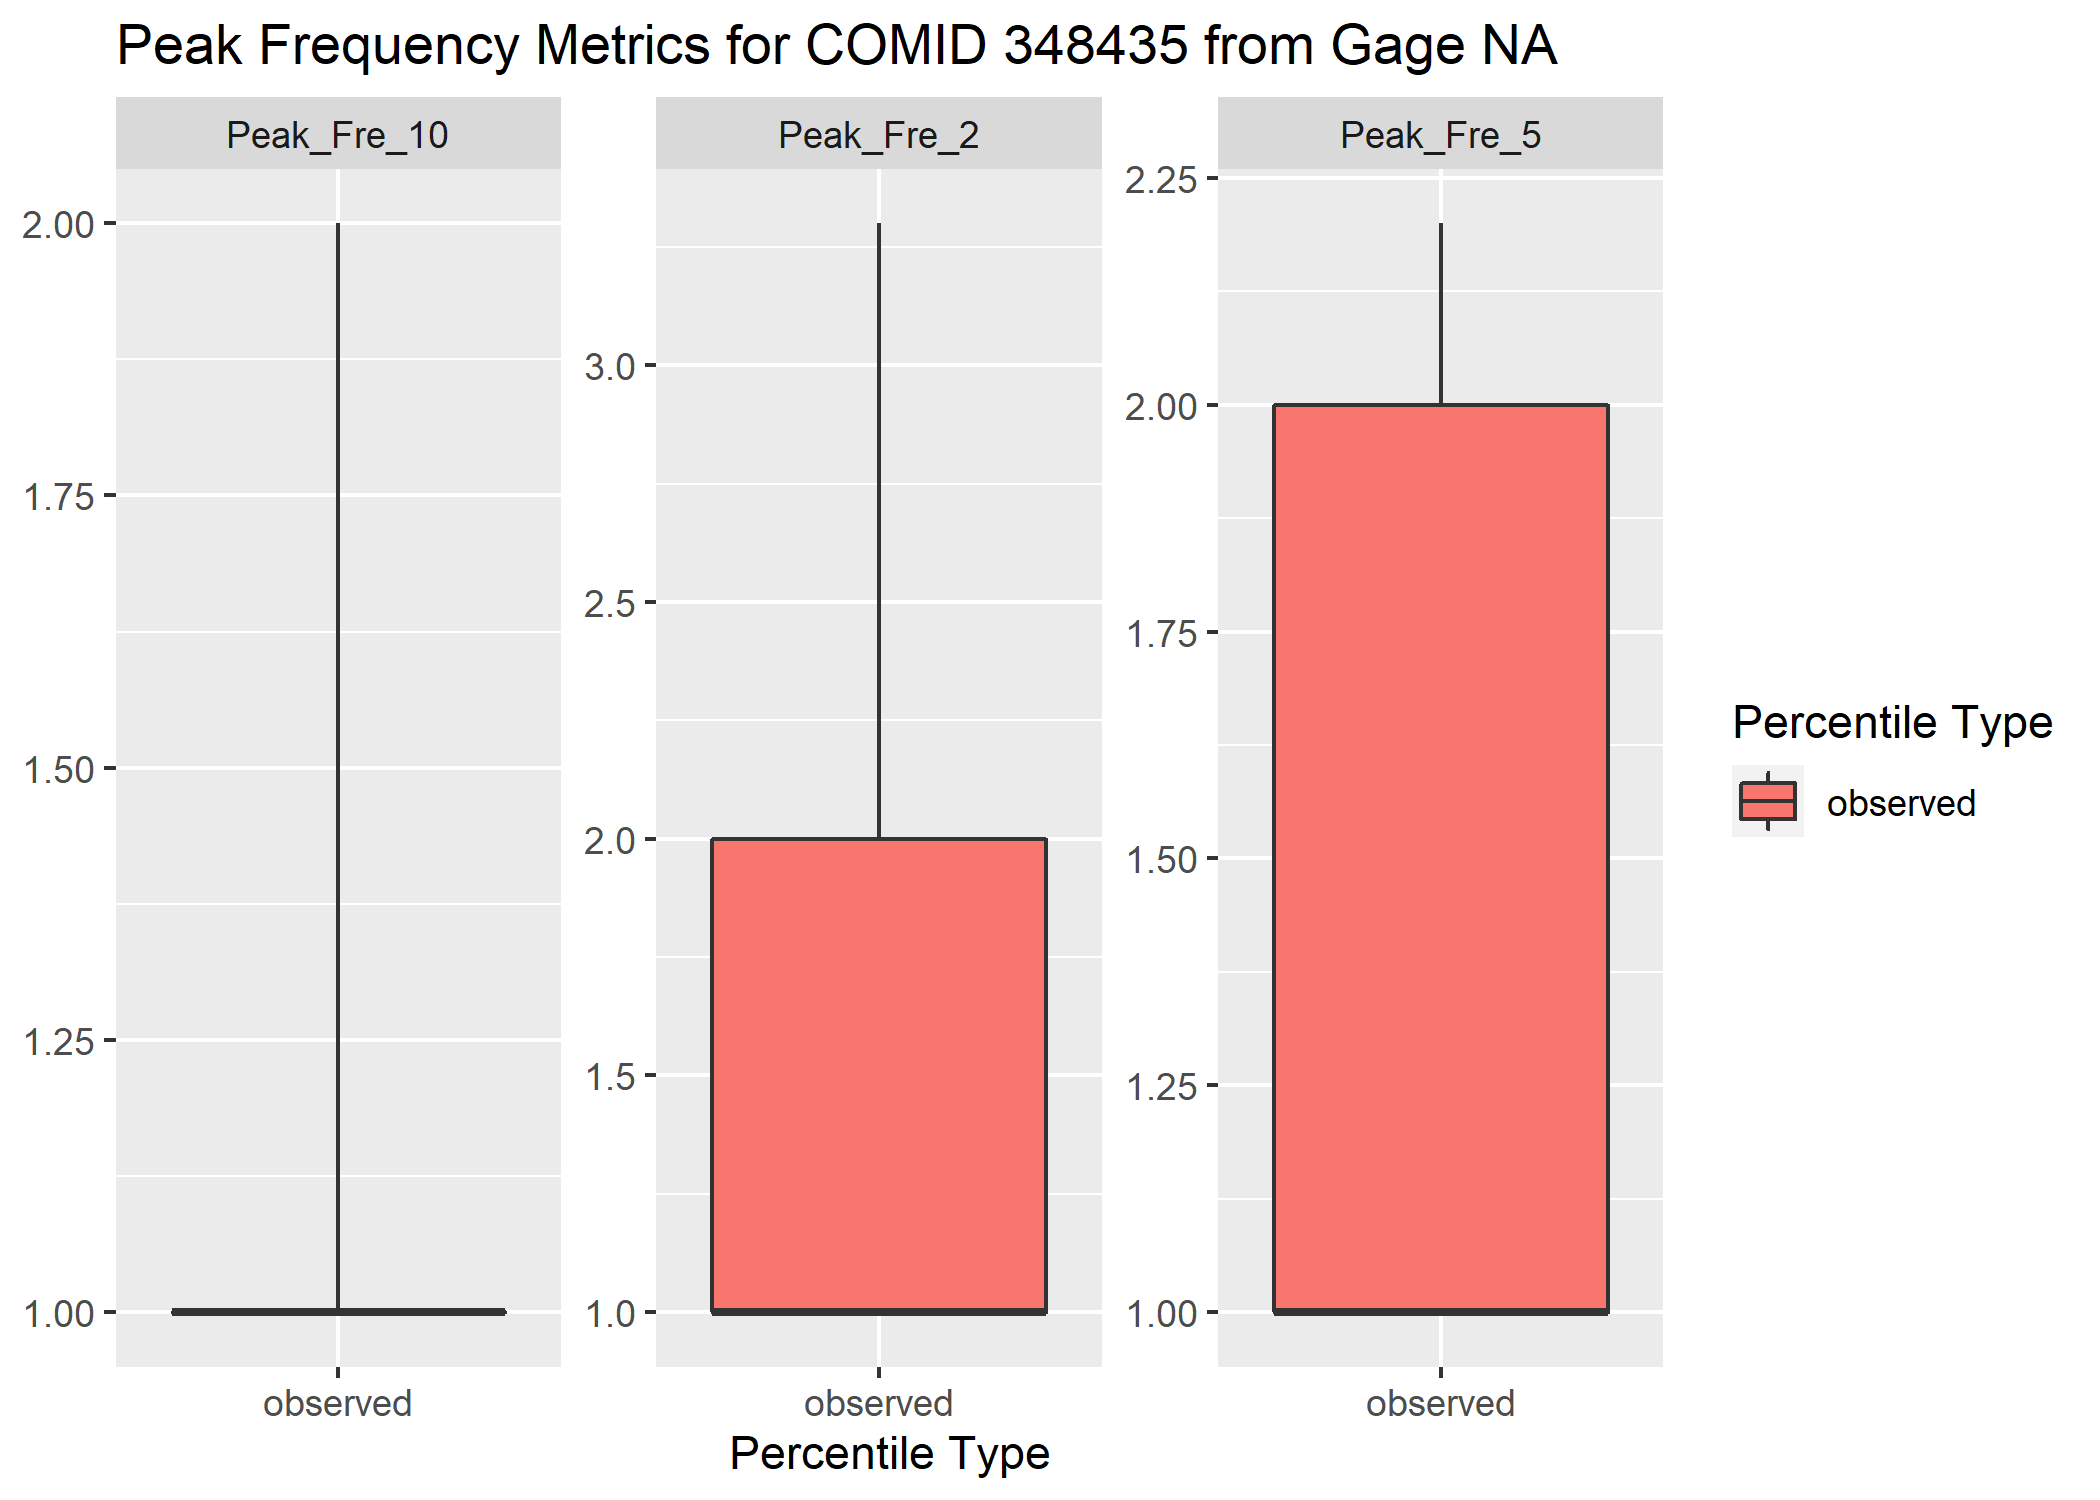 Peak Frequency Metrics for COMID 348435 from Gage NA
Peak_Fre_10
2.00
1.75
1.50
1.25
1.00
observed
Peak_Fre_2
3.0
2.5
2.0
1.5
1.0
observed
Peak_Fre_5
2.25
2.00
1.75
1.50
1.25
1.00
observed
Percentile Type
Percentile Type
observed